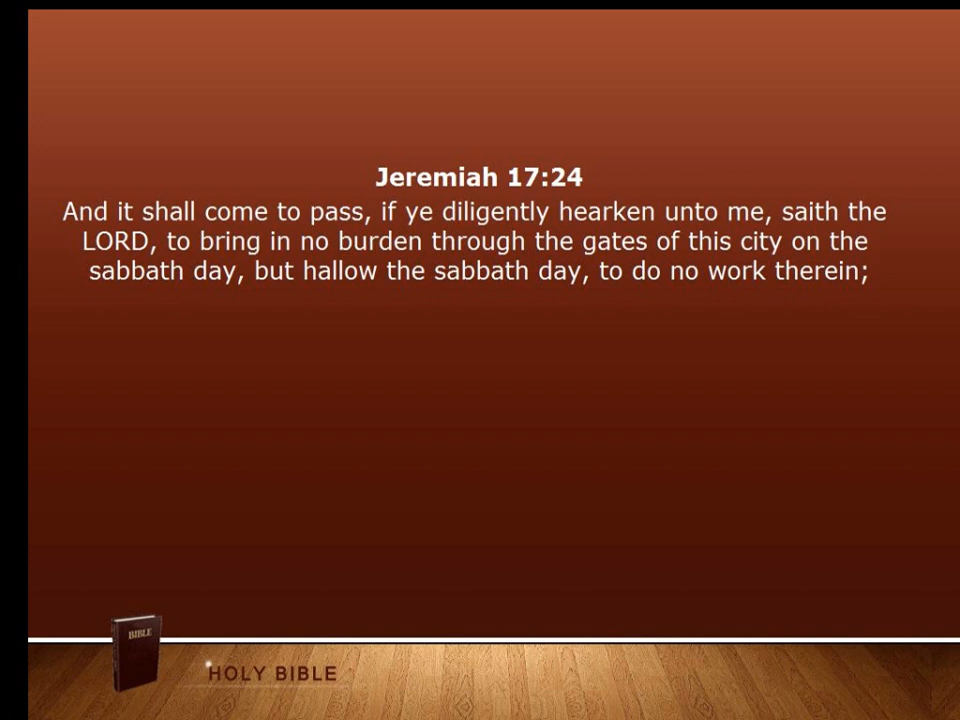 Jeremiah 17:24
And it shall come to pass, if ye diligently hearken unto me, saith the
LORD, to bring in no burden through the gates of this city on the
sabbath day, but hallow the sabbath day, to do no work therein;
BIBLE
HOLY BIBLE